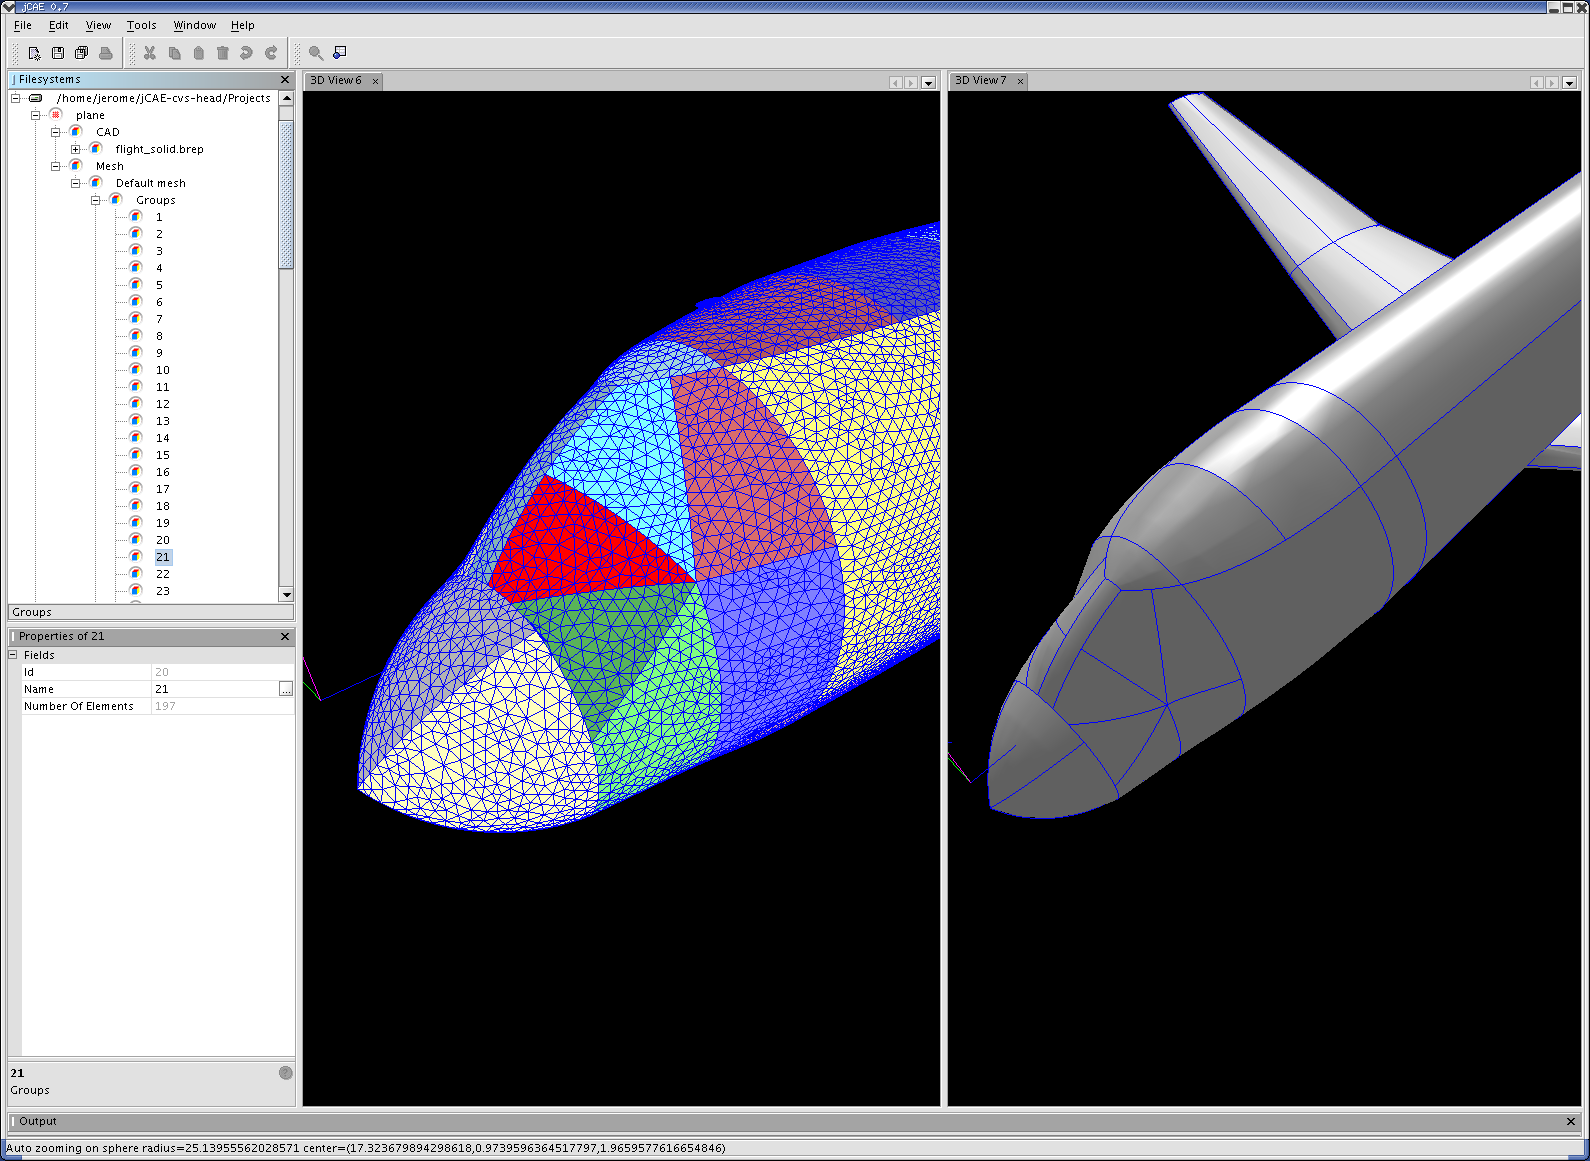 jCAE 0.7
File Edit View Tools Window Help
Filesystems
/home/jerome/jCAE-cvs-head/Projects
plane
CAD
flight_solid.brep
Mesh
Default mesh
Groups
1
2
3
4
5
6
7
8
9
10
11
12
13
14
15
16
17
18
19
20
21
22
23
Groups
Properties of 21
Fields
Id 20
Name 21 ...
Number Of Elements 197
21
Groups
3D View 6
3D View 7
Output
Auto zooming on sphere radius=25.13955562028571 center=(17.323679894298618,0.9739596364517797,1.9659577616654846)